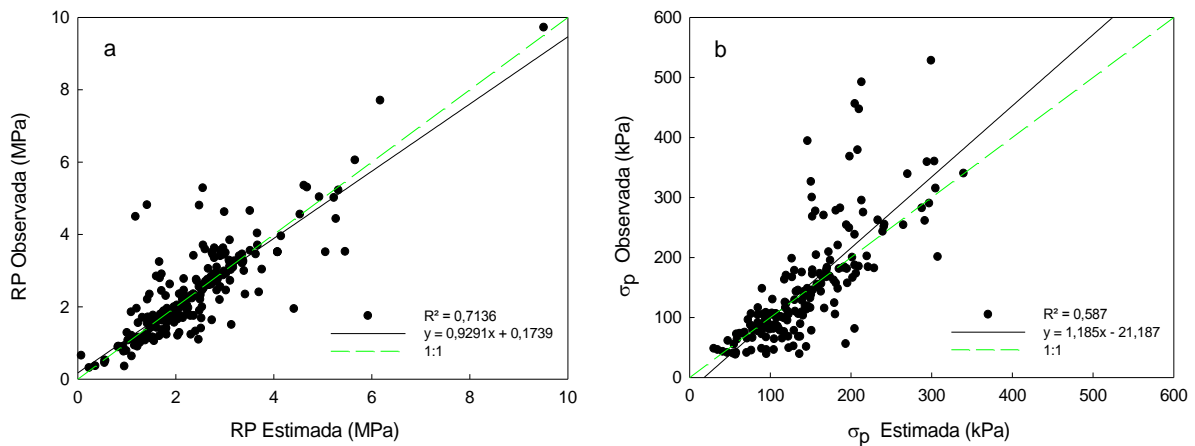 a
RP Observada (MPa)
10
8
6
4
2
0
R² = 0,7136
y = 0,9291x + 0,1739
1:1
0 2 4 6 8 10
RP Estimada (MPa)
b
σp Observada (kPa)
600
500
400
300
200
100
0
R² = 0,587
y = 1,185x - 21,187
1:1
0 100 200 300 400 500 600
σp Estimada (kPa)